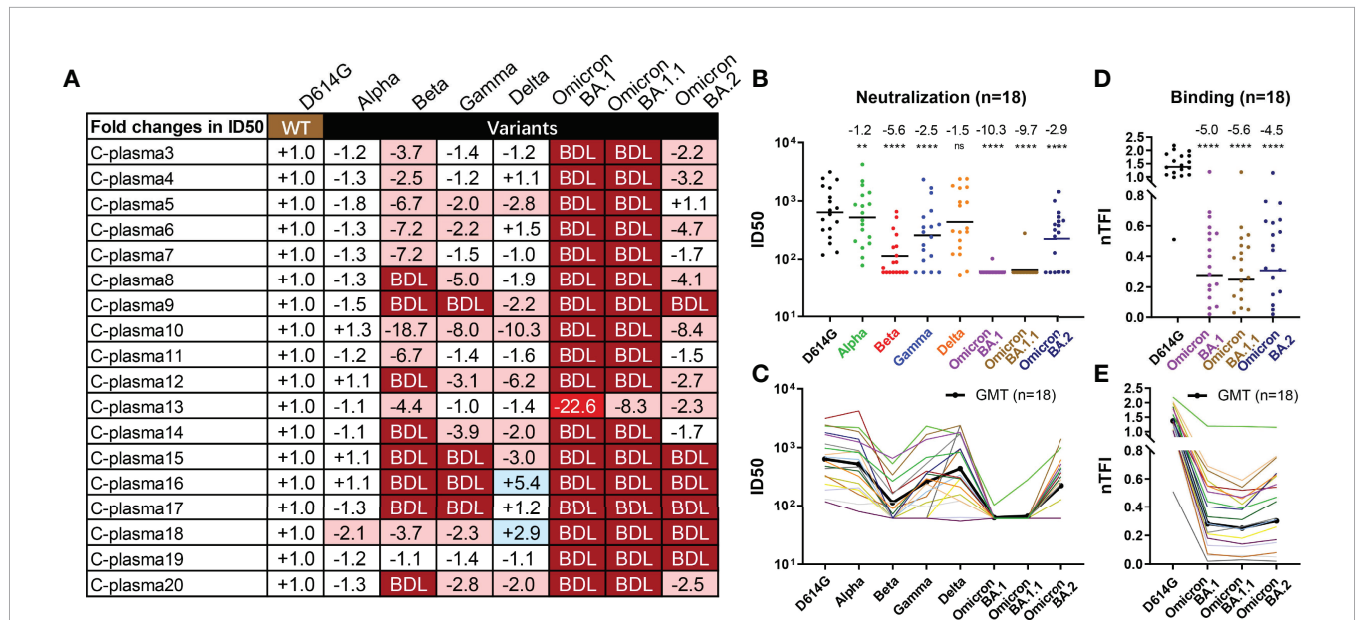 A
D614G
Alpha
Beta
Gamma
Delta
Omicron
BA.1
Omicron
BA.1.1
Omicron
BA.2
Fold changes in ID50 WT Variants
C-plasma3 +1.0 -1.2 -3.7 -1.4 -1.2 BDL BDL -2.2
C-plasma4 +1.0 -1.3 -2.5 -1.2 +1.1 BDL BDL -3.2
C-plasma5 +1.0 -1.8 -6.7 -2.0 -2.8 BDL BDL +1.1
C-plasma6 +1.0 -1.3 -7.2 -2.2 +1.5 BDL BDL -4.7
C-plasma7 +1.0 -1.3 -7.2 -1.5 -1.0 BDL BDL -1.7
C-plasma8 +1.0 -1.3 BDL -5.0 -1.9 BDL BDL -4.1
C-plasma9 +1.0 -1.5 BDL BDL -2.2 BDL BDL BDL
C-plasma10 +1.0 +1.3 -18.7 -8.0 -10.3 BDL BDL -8.4
C-plasma11 +1.0 -1.2 -6.7 -1.4 -1.6 BDL BDL -1.5
C-plasma12 +1.0 +1.1 BDL -3.1 -6.2 BDL BDL -2.7
C-plasma13 +1.0 -1.1 -4.4 -1.0 -1.4 -22.6 -8.3 -2.3
C-plasma14 +1.0 -1.1 BDL -3.9 -2.0 BDL BDL -1.7
C-plasma15 +1.0 +1.1 BDL BDL -3.0 BDL BDL BDL
C-plasma16 +1.0 +1.1 BDL BDL +5.4 BDL BDL BDL
C-plasma17 +1.0 -1.3 BDL BDL +1.2 BDL BDL BDL
C-plasma18 +1.0 -2.1 -3.7 -2.3 +2.9 BDL BDL BDL
C-plasma19 +1.0 -1.2 -1.1 -1.4 -1.1 BDL BDL BDL
C-plasma20 +1.0 -1.3 BDL -2.8 -2.0 BDL BDL -2.5
B
Neutralization (n=18)
-1.2 -5.6 -2.5 -1.5 -10.3 -9.7 -2.9
** **** **** ns **** **** ****
10⁴
10³
10²
10¹
ID50
D614G
Alpha
Beta
Gamma
Delta
Omicron
BA.1
Omicron
BA.1.1
Omicron
BA.2
C
GMT (n=18)
10⁴
10³
10²
10¹
ID50
D614G
Alpha
Beta
Gamma
Delta
Omicron
BA.1
Omicron
BA.1.1
Omicron
BA.2
D
Binding (n=18)
-5.0 -5.6 -4.5
**** **** ****
2.5
2.0
1.5
1.0
0.8
0.6
0.4
0.2
0.0
nTFI
D614G
Omicron
BA.1
Omicron
BA.1.1
Omicron
BA.2
E
GMT (n=18)
2.5
2.0
1.5
1.0
0.8
0.6
0.4
0.2
0.0
nTFI
D614G
Omicron
BA.1
Omicron
BA.1.1
Omicron
BA.2